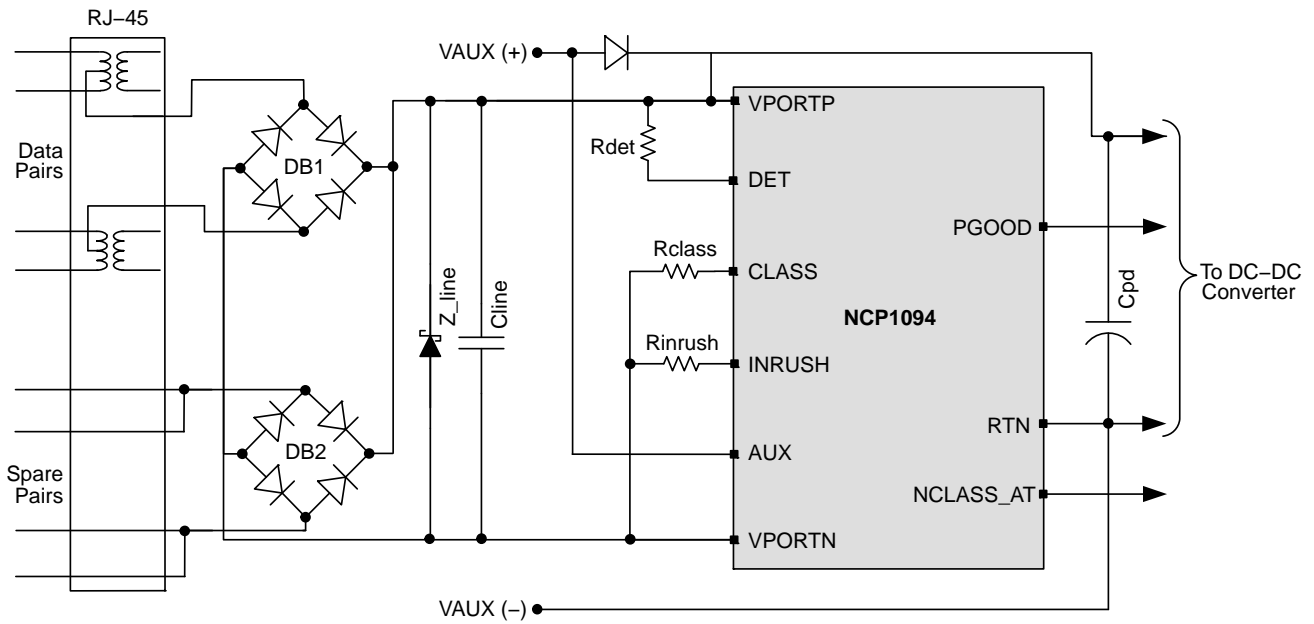 RJ–45
Data
Pairs
Spare
Pairs
DB1
DB2
Z_line
Cline
VAUX (+)
Rdet
Rclass
Rinrush
VAUX (–)
VPORTP
DET
CLASS
INRUSH
AUX
VPORTN
NCP1094
PGOOD
RTN
NCLASS_AT
Cpd
To DC–DC
Converter